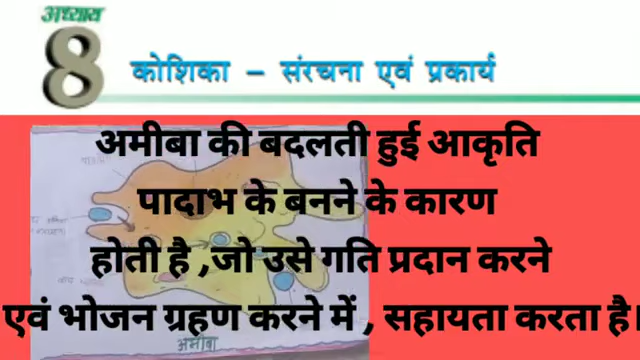 अध्याय
8
कोशिका – संरचना एवं प्रकार्य
अमीबा की बदलती हुई आकृति
पादाभ के बनने के कारण
होती है ,जो उसे गति प्रदान करने
एवं भोजन ग्रहण करने में , सहायता करता है।
अमीबा